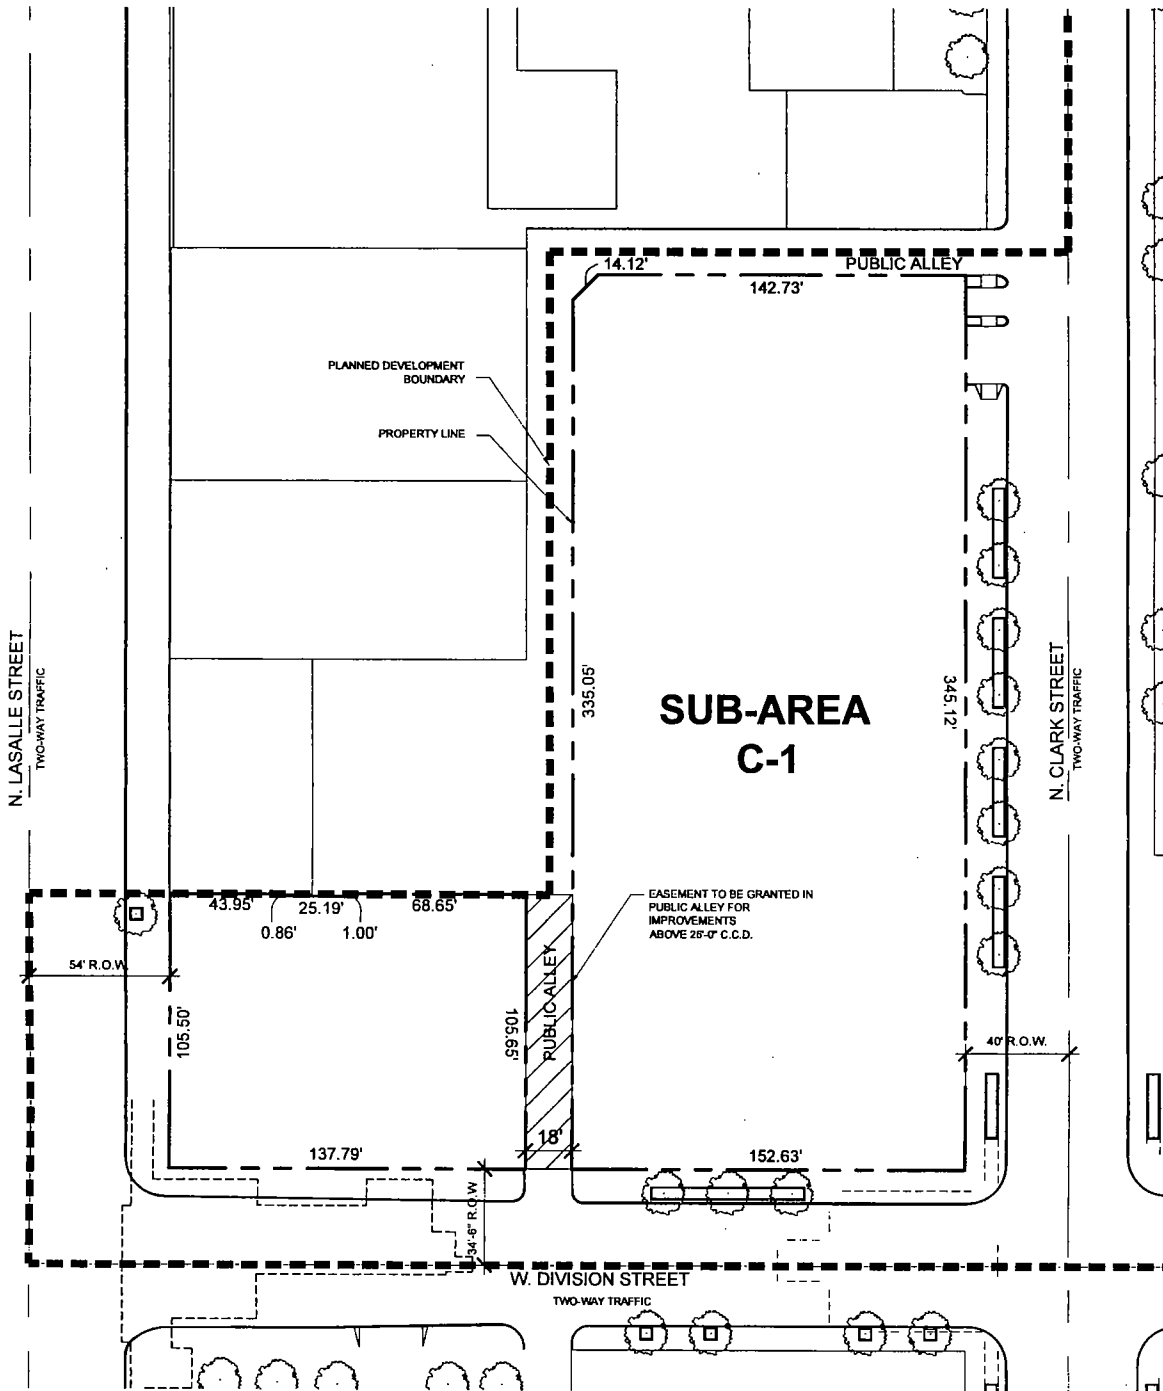 14.12'
PUBLIC ALLEY
142.73'
PLANNED DEVELOPMENT
BOUNDARY
PROPERTY LINE
N. LASALLE STREET
TWO-WAY TRAFFIC
335.05'
SUB-AREA
C-1
345.12'
N. CLARK STREET
TWO-WAY TRAFFIC
43.95'
25.19'
68.65'
0.86'
1.00'
EASEMENT TO BE GRANTED IN
PUBLIC ALLEY FOR
IMPROVEMENTS
ABOVE 26'-0" C.C.D.
54' R.O.W.
105.50'
105.65'
PUBLIC ALLEY
40' R.O.W.
18'
137.79'
152.63'
34'-6" R.O.W
W. DIVISION STREET
TWO-WAY TRAFFIC